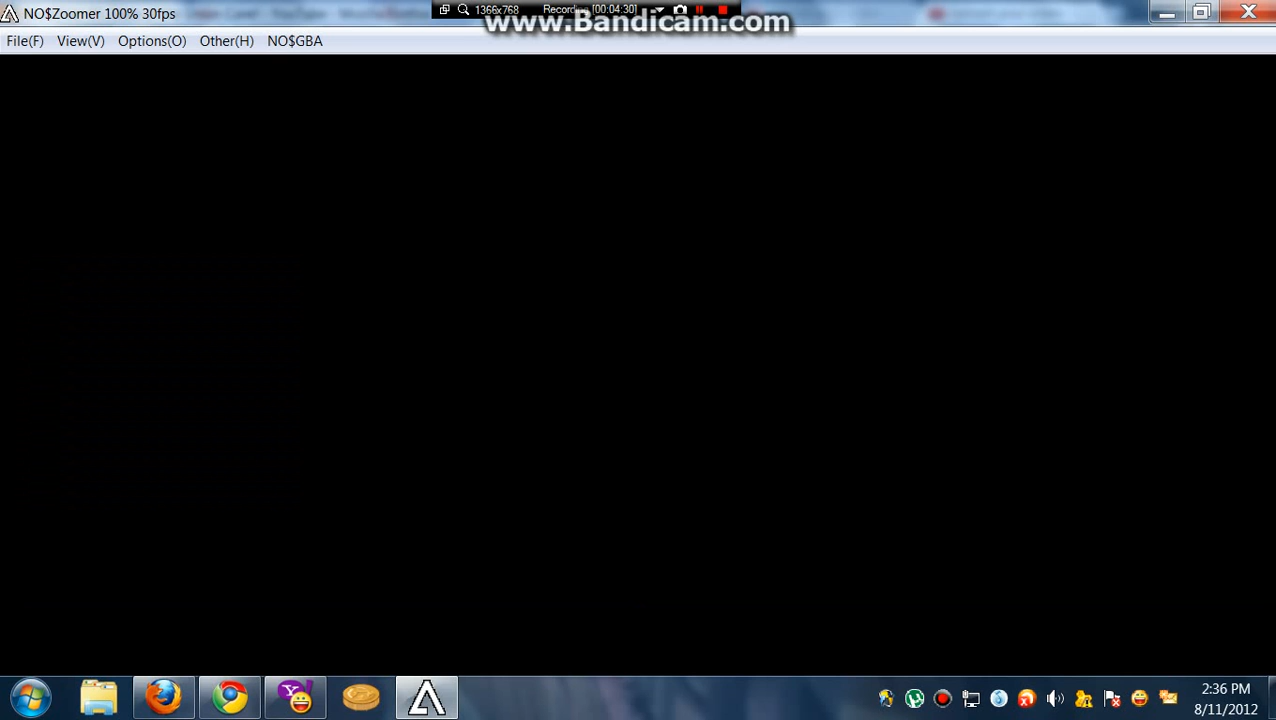 NO$Zoomer 100% 30fps
1366x768 Recording [00:04:30]
www.Bandicam.com
File(F) View(V) Options(O) Other(H) NO$GBA
2:36 PM
8/11/2012